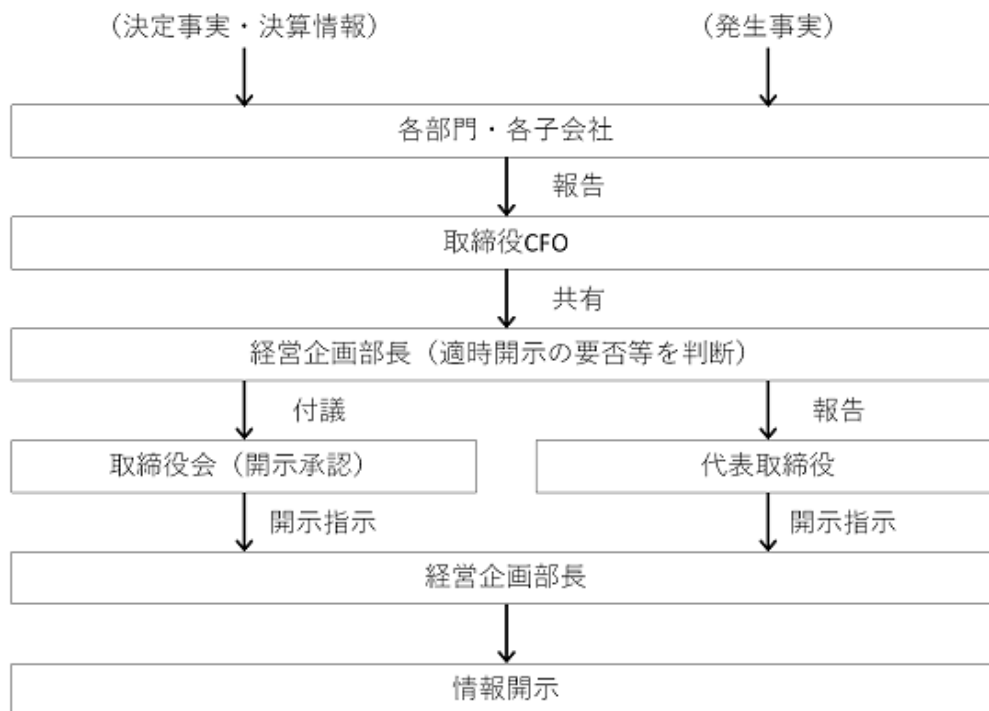 （決定事実・決算情報）
（発生事実）
各部門・各子会社
報告
取締役CFO
共有
経営企画部長（適時開示の要否等を判断）
付議
報告
取締役会（開示承認）
代表取締役
開示指示
開示指示
経営企画部長
情報開示